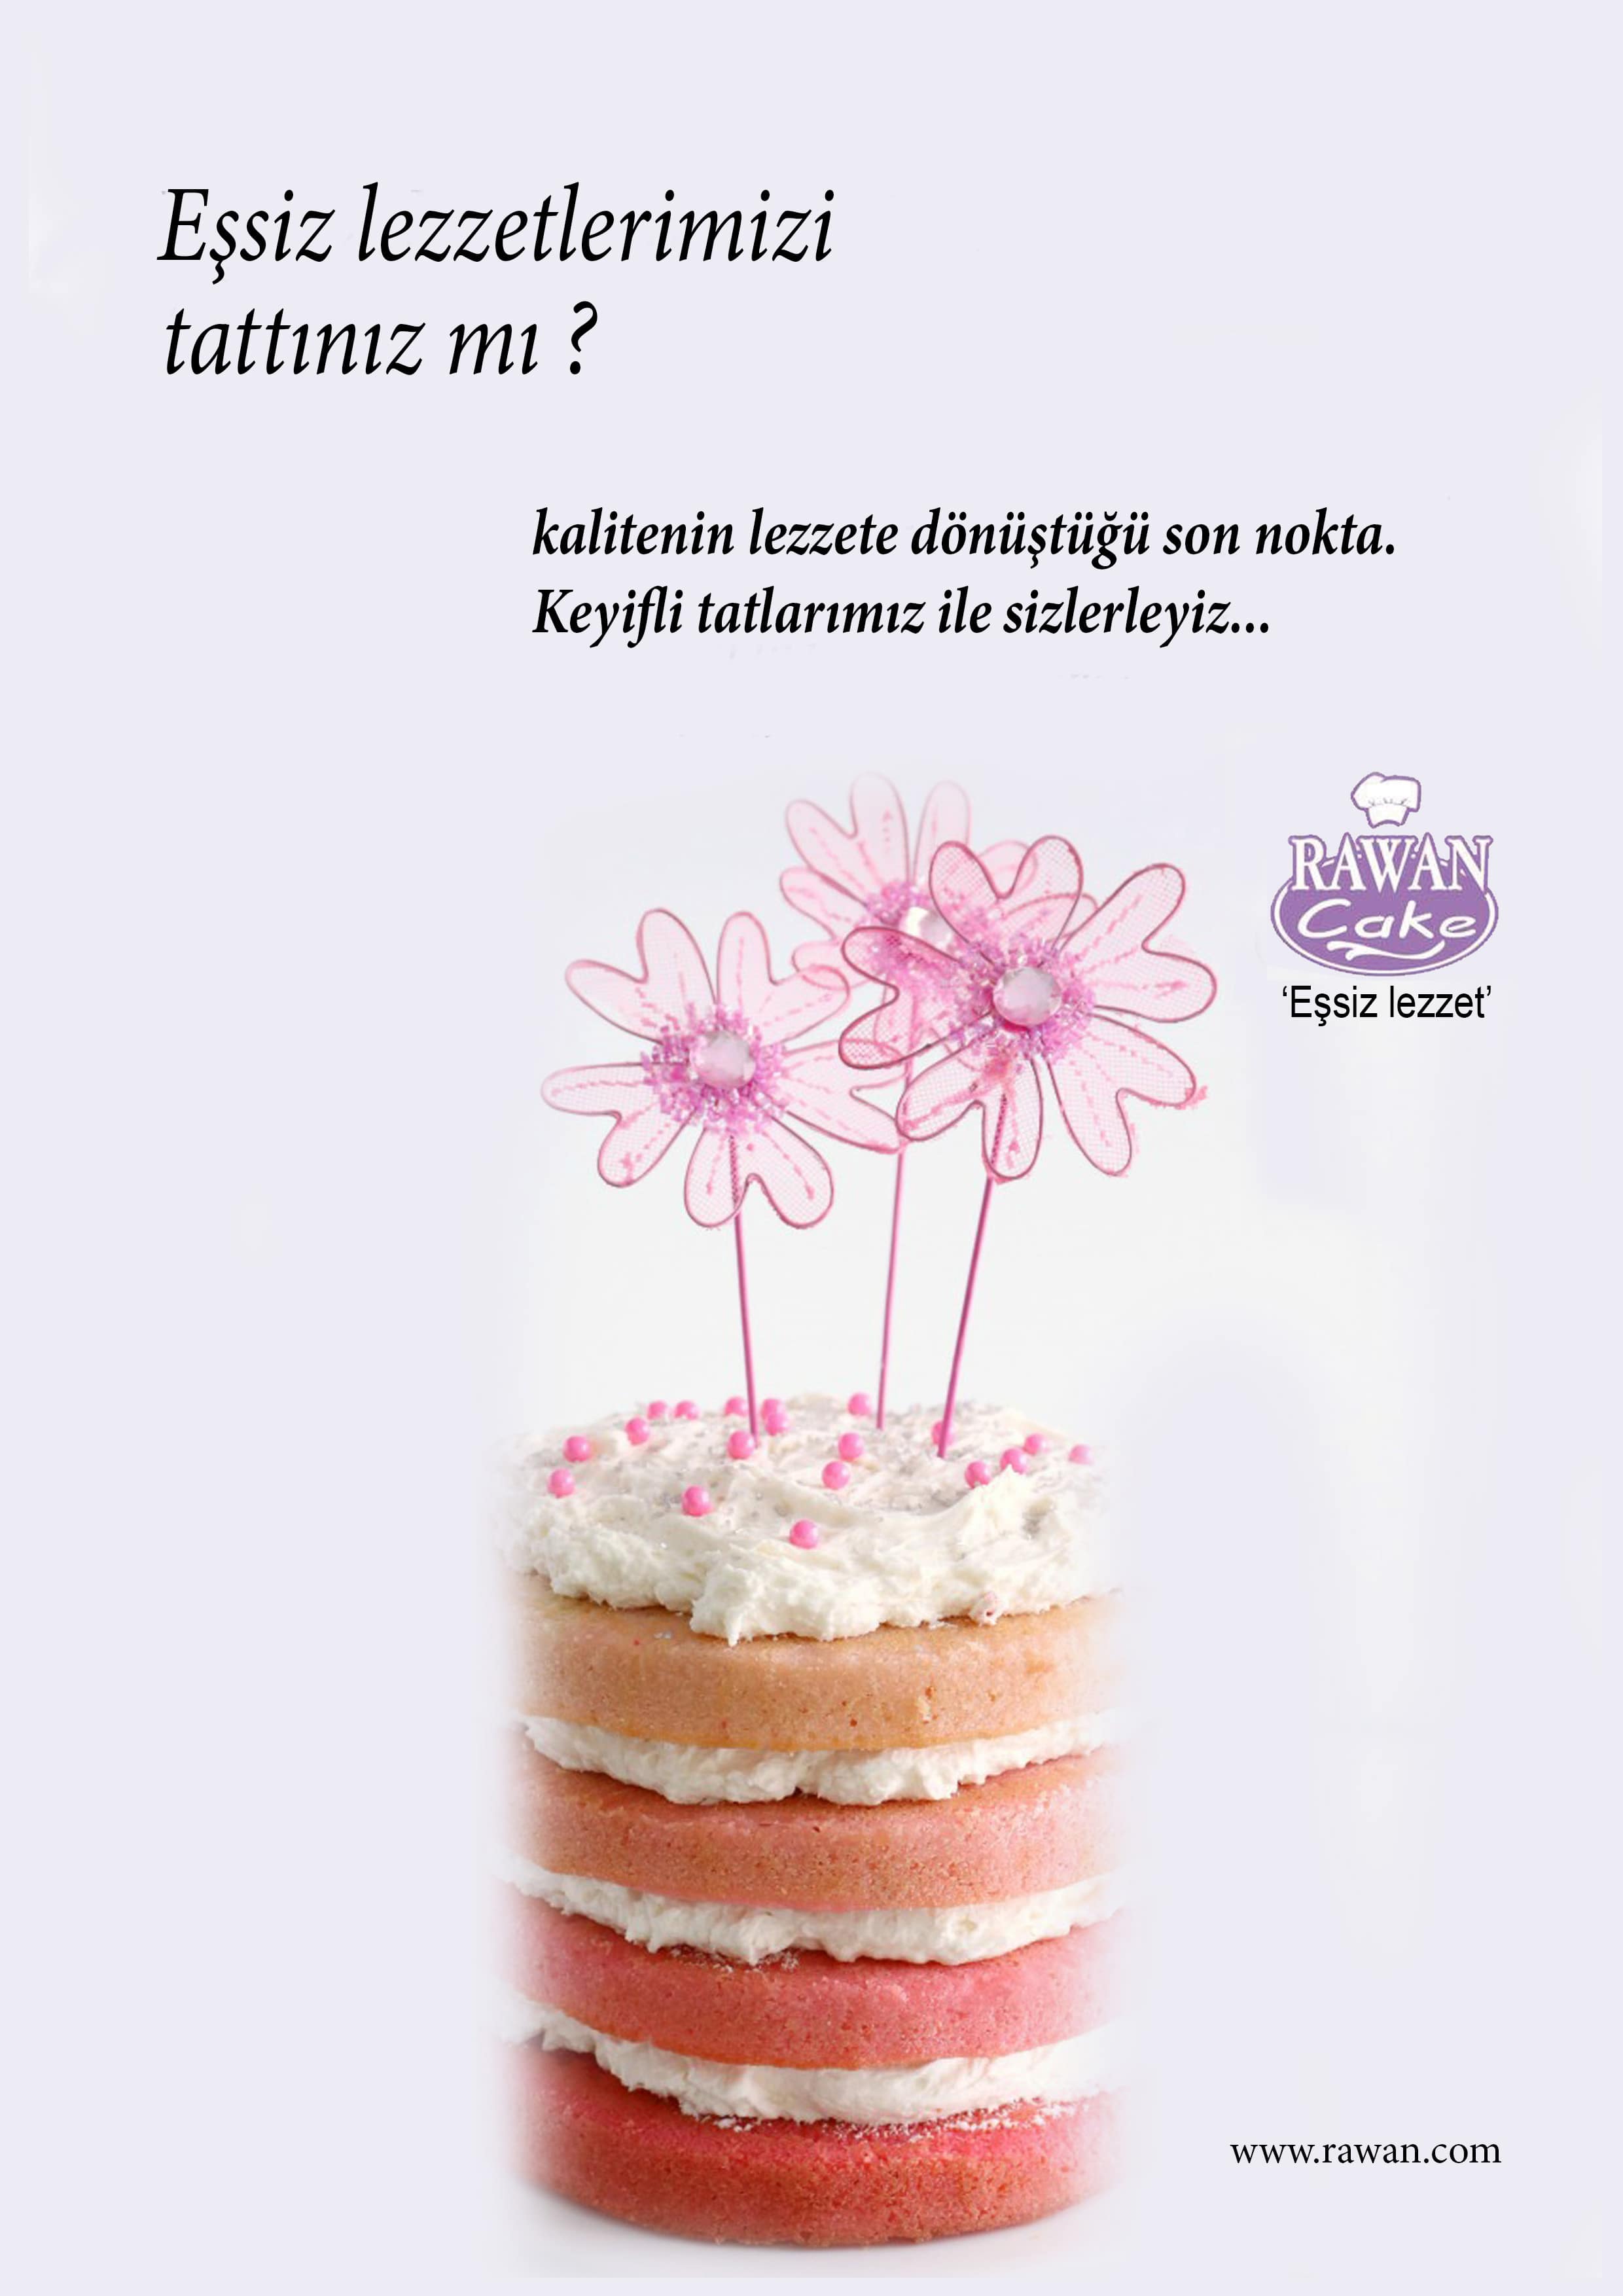 Eşsiz lezzetlerimizi
tattınız mı ?
kalitenin lezzete dönüştüğü son nokta.
Keyifli tatlarımız ile sizlerleyiz...
RAWAN
Cake
‘Eşsiz lezzet’
www.rawan.com